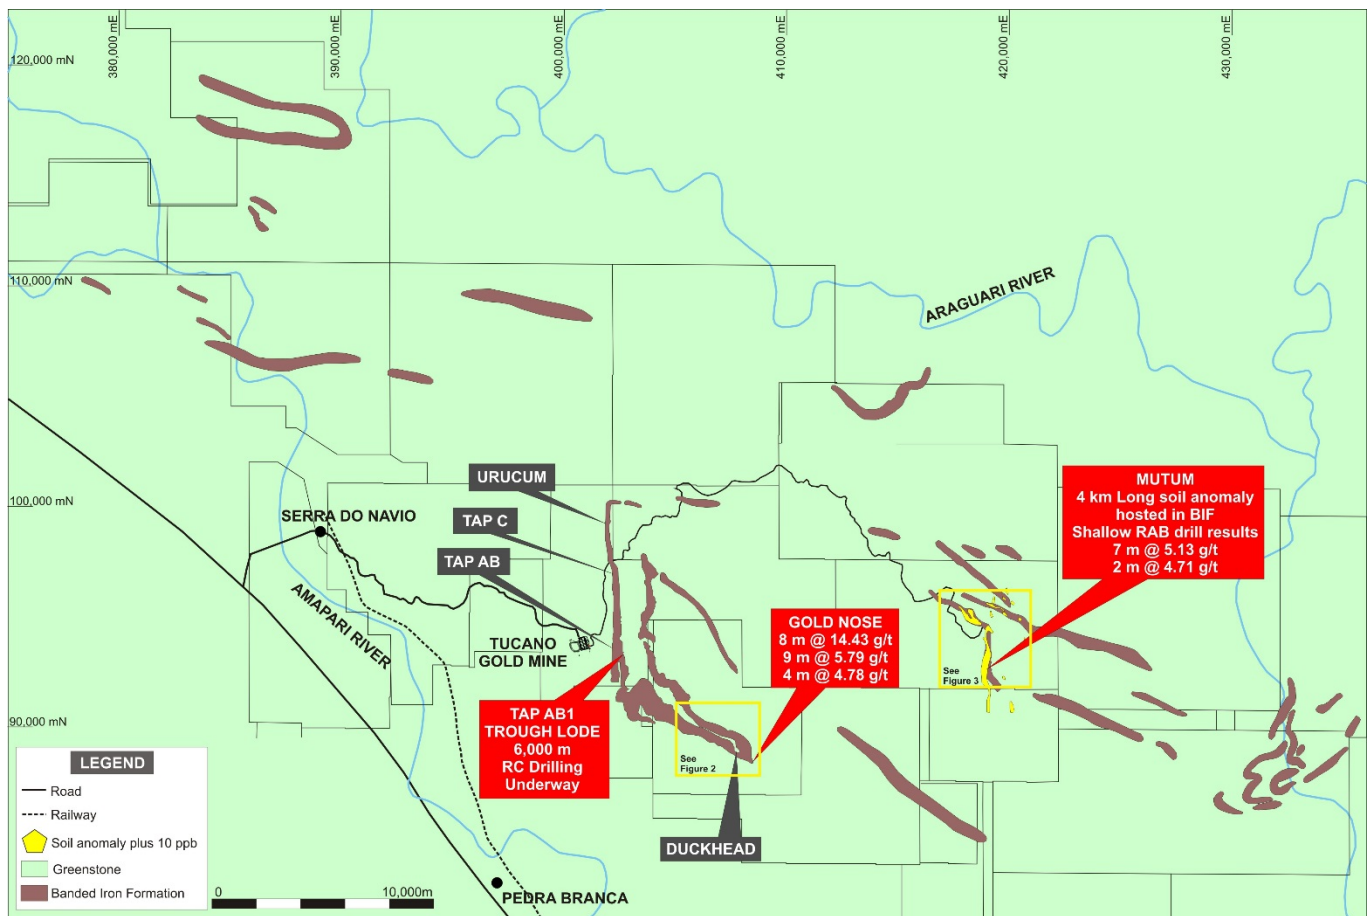 380,000 mE
390,000 mE
400,000 mE
410,000 mE
420,000 mE
430,000 mE
120,000 mN
110,000 mN
100,000 mN
90,000 mN
ARAGUARI RIVER
URUCUM
TAP C
TAP AB
SERRA DO NAVIO
AMAPARI RIVER
TUCANO
GOLD MINE
MUTUM
4 km Long soil anomaly
hosted in BIF
Shallow RAB drill results
7 m @ 5.13 g/t
2 m @ 4.71 g/t
GOLD NOSE
8 m @ 14.43 g/t
9 m @ 5.79 g/t
4 m @ 4.78 g/t
See
Figure 3
TAP AB1
TROUGH LODE
6,000 m
RC Drilling
Underway
See
Figure 2
DUCKHEAD
PEDRA BRANCA
LEGEND
Road
Railway
Soil anomaly plus 10 ppb
Greenstone
Banded Iron Formation
0
10,000m